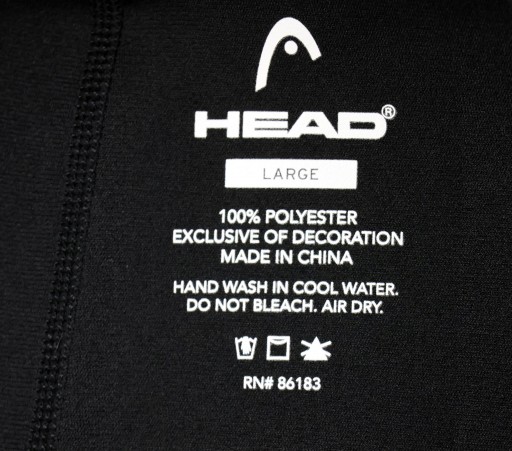 HEAD®
LARGE
100% POLYESTER
EXCLUSIVE OF DECORATION
MADE IN CHINA
HAND WASH IN COOL WATER.
DO NOT BLEACH. AIR DRY.
RN# 86183